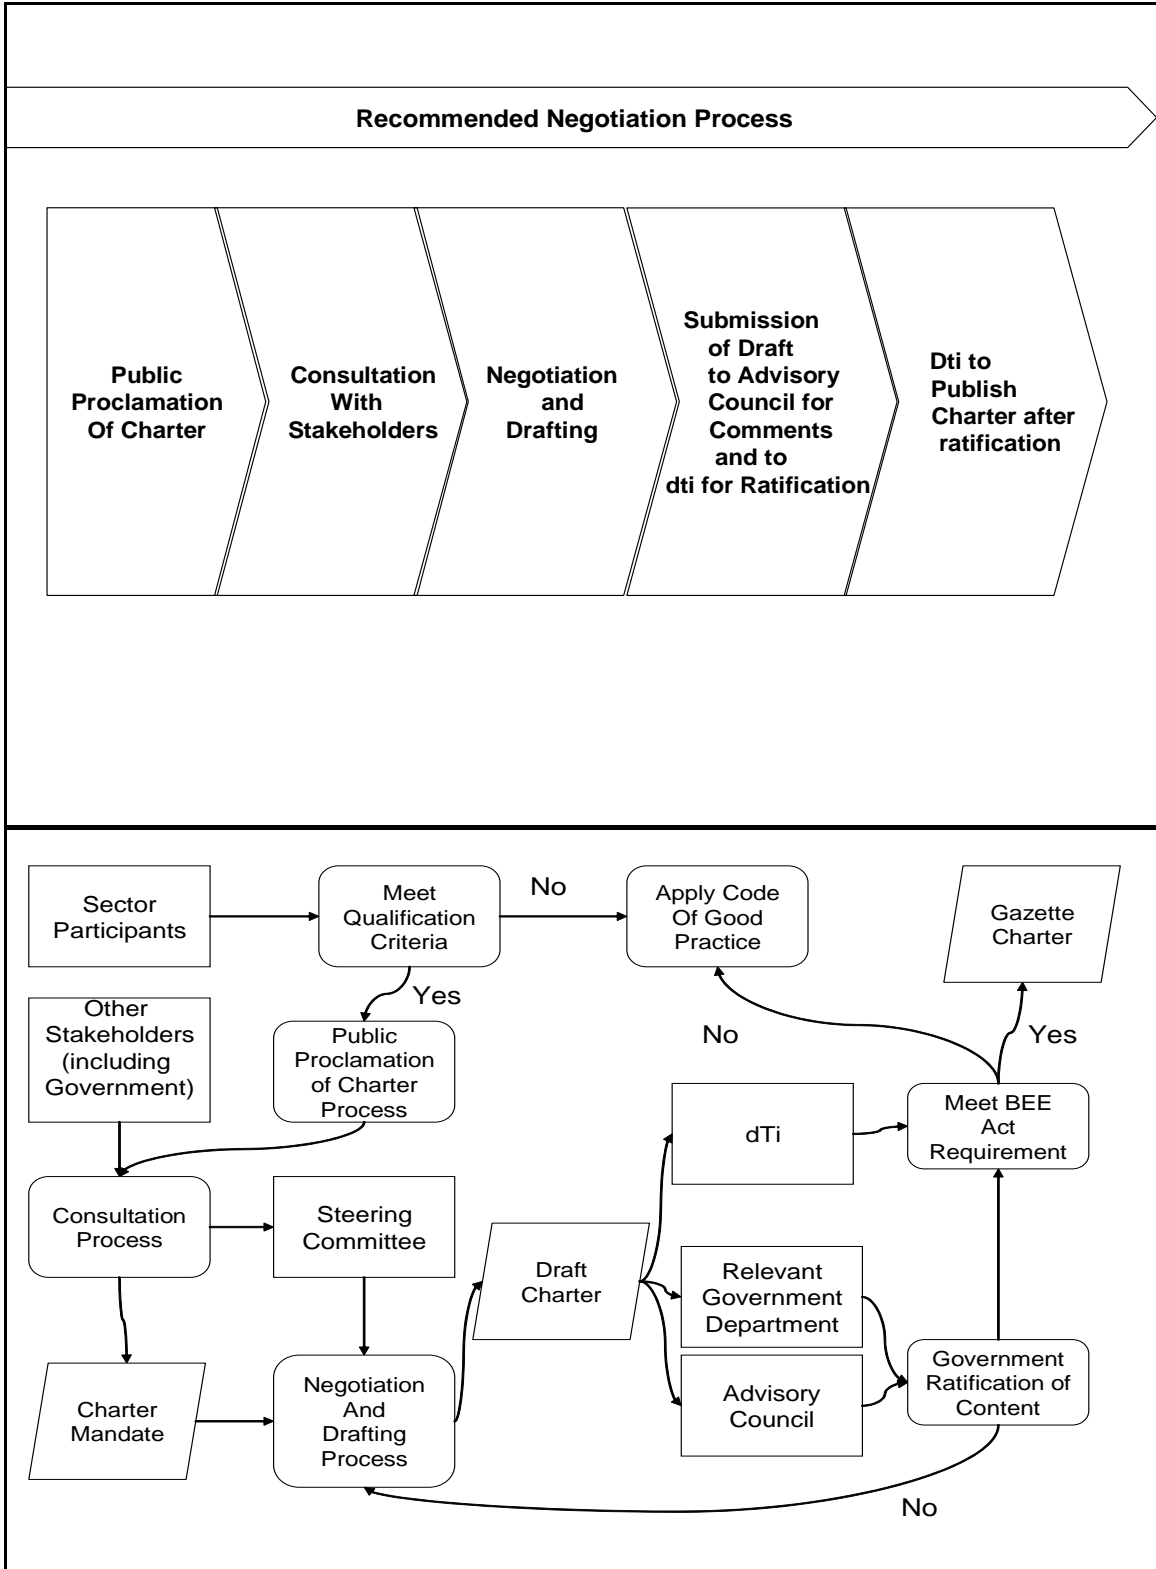 Recommended Negotiation Process
Public
Proclamation
Of Charter
Consultation
With
Stakeholders
Negotiation
and
Drafting
Submission
of Draft
to Advisory
Council for
Comments
and to
dti for Ratification
Dti to
Publish
Charter after
ratification
Sector
Participants
Meet
Qualification
Criteria
No
Apply Code
Of Good
Practice
Gazette
Charter
Yes
Other
Stakeholders
(including
Government)
Public
Proclamation
of Charter
Process
No
Yes
dTi
Meet BEE
Act
Requirement
Consultation
Process
Steering
Committee
Draft
Charter
Relevant
Government
Department
Charter
Mandate
Negotiation
And
Drafting
Process
Advisory
Council
Government
Ratification of
Content
No